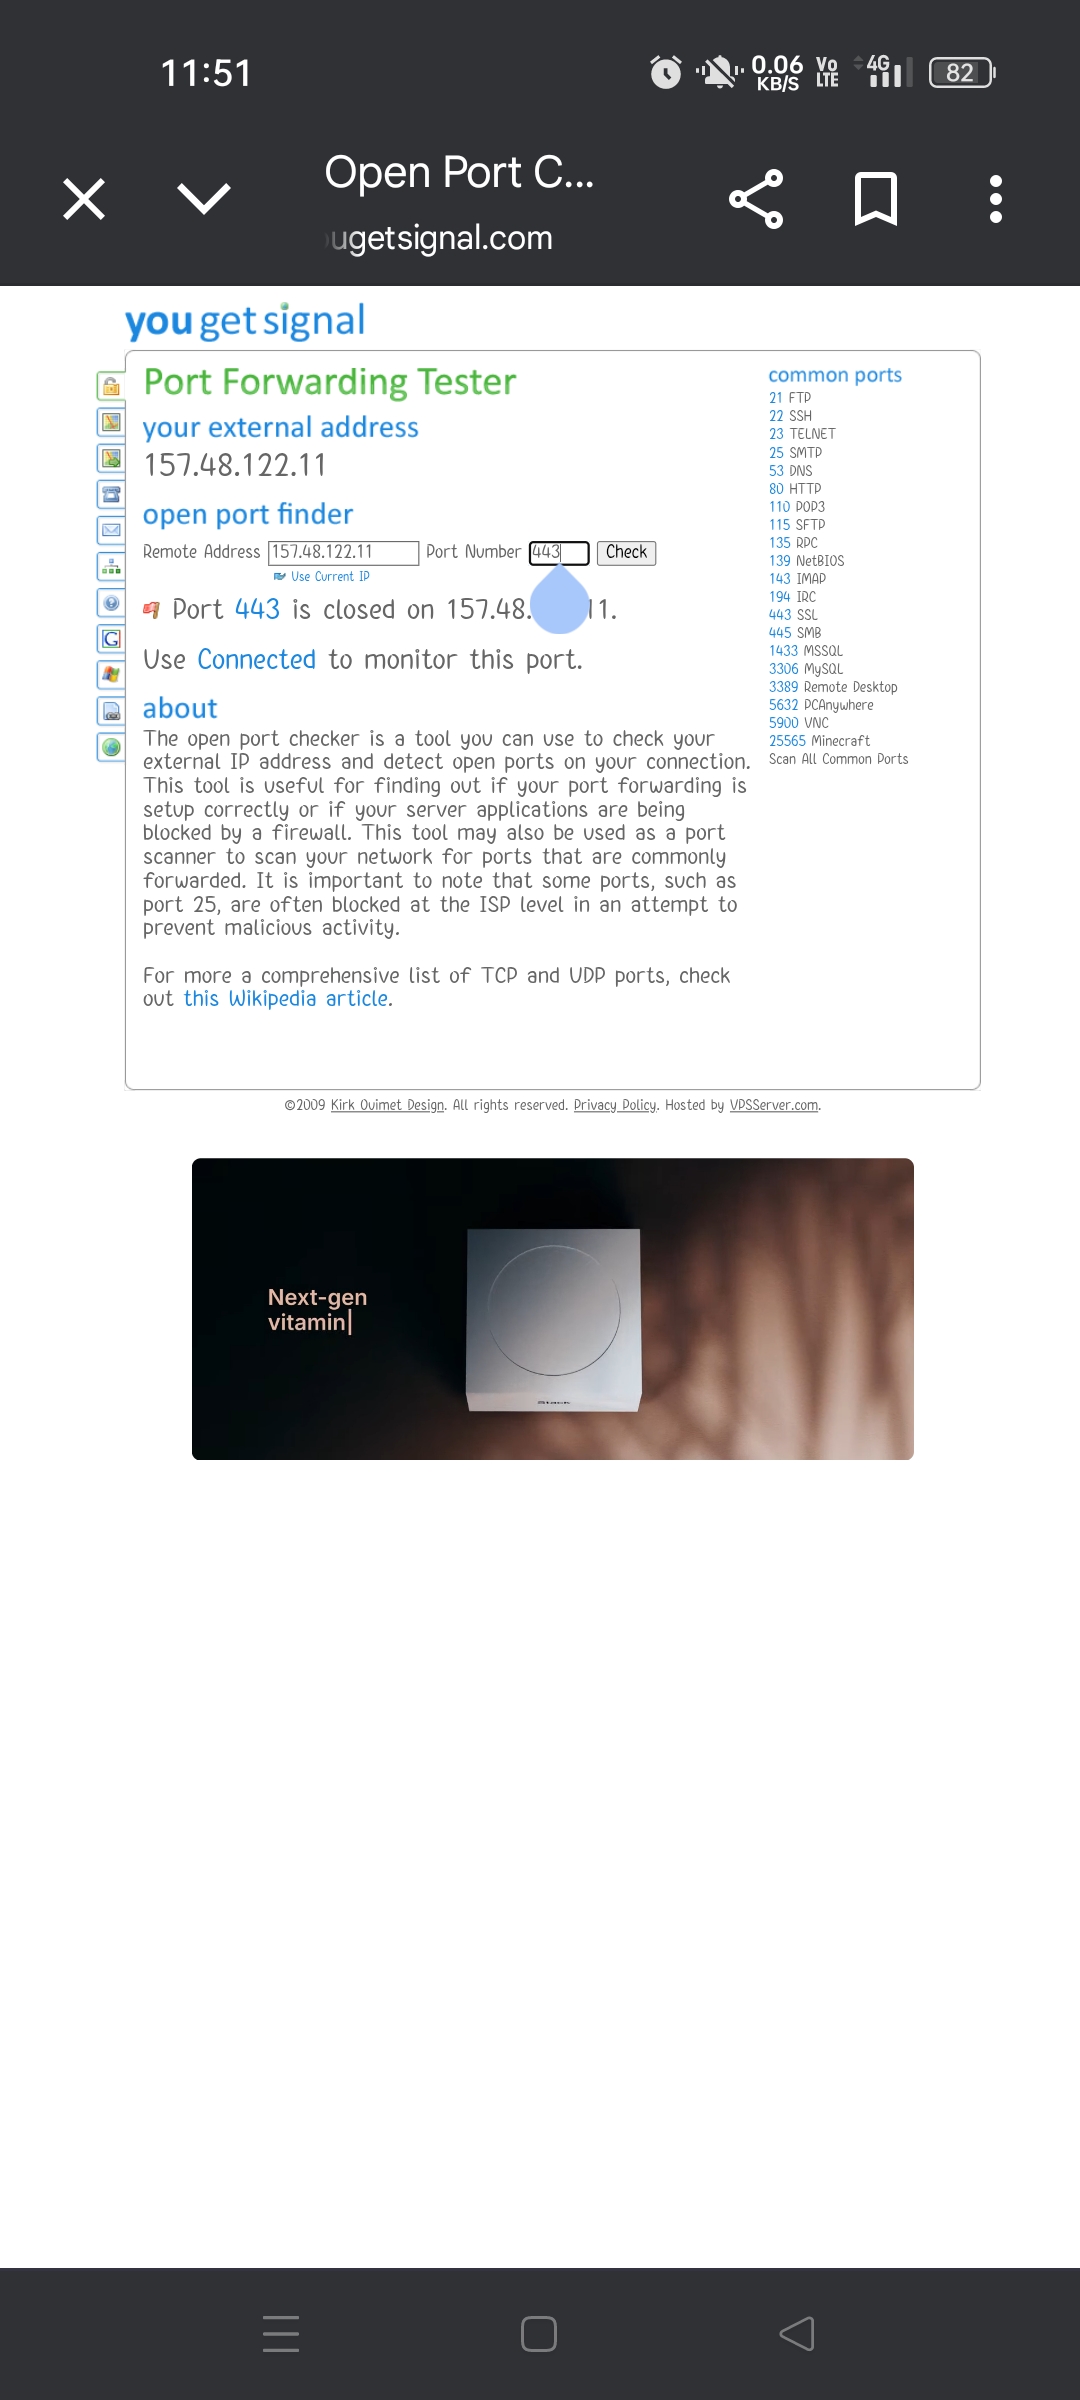 11:51
0.06
KB/S
Vo
LTE
4G
82
Open Port C...
ugetsignal.com
you get signal
Port Forwarding Tester
your external address
157.48.122.11
open port finder
Remote Address 157.48.122.11 Port Number 443 Check
Use Current IP
Port 443 is closed on 157.48. 11.
Use Connected to monitor this port.
about
The open port checker is a tool you can use to check your
external IP address and detect open ports on your connection.
This tool is useful for finding out if your port forwarding is
setup correctly or if your server applications are being
blocked by a firewall. This tool may also be used as a port
scanner to scan your network for ports that are commonly
forwarded. It is important to note that some ports, such as
port 25, are often blocked at the ISP level in an attempt to
prevent malicious activity.
For more a comprehensive list of TCP and UDP ports, check
out this Wikipedia article.
common ports
21 FTP
22 SSH
23 TELNET
25 SMTP
53 DNS
80 HTTP
110 POP3
115 SFTP
135 RPC
139 NetBIOS
143 IMAP
194 IRC
443 SSL
445 SMB
1433 MSSQL
3306 MySQL
3389 Remote Desktop
5632 PCAnywhere
5900 VNC
25565 Minecraft
Scan All Common Ports
©2009 Kirk Ouimet Design. All rights reserved. Privacy Policy. Hosted by VPSServer.com.
Next-gen
vitamin